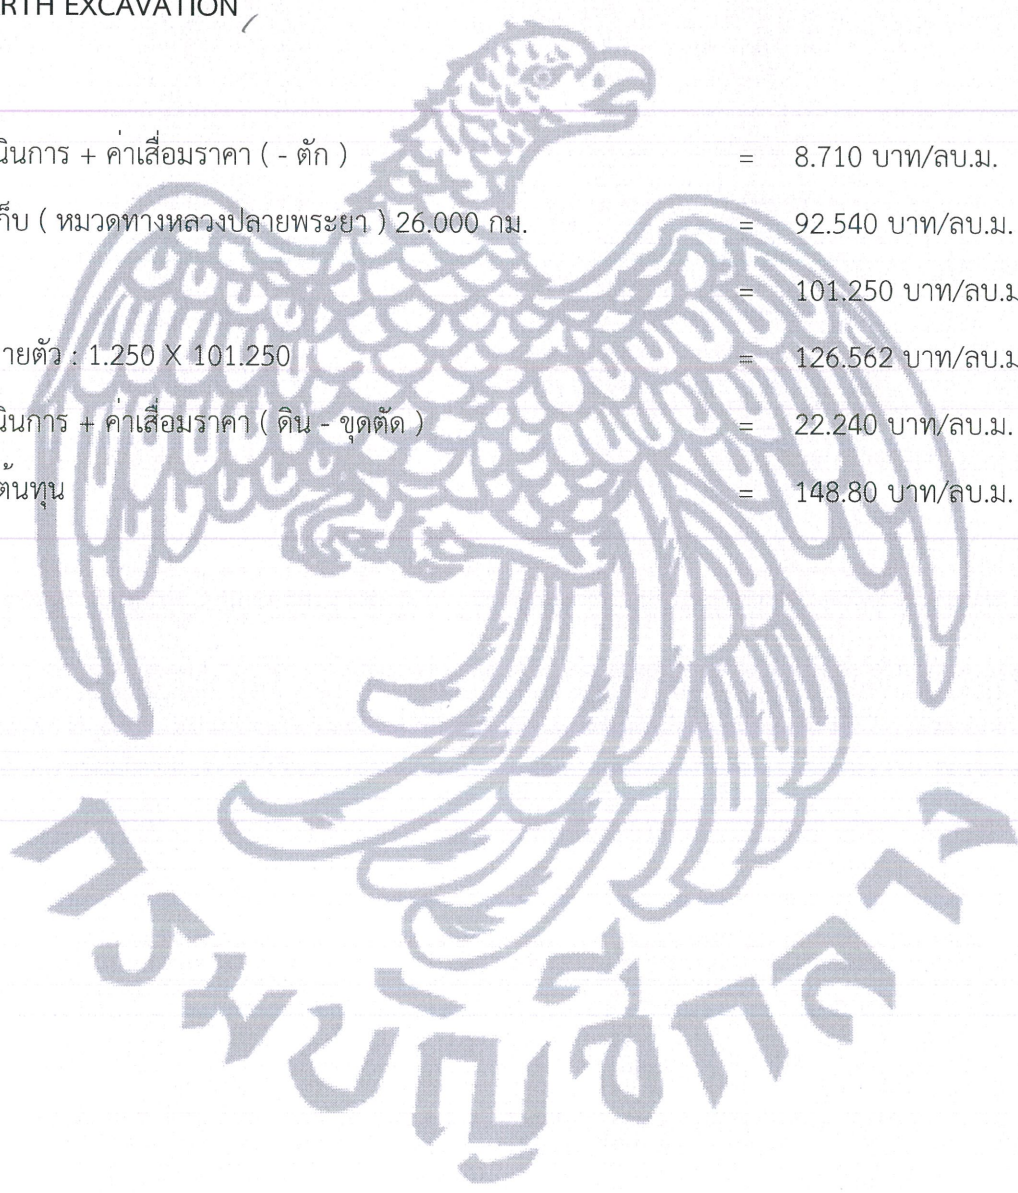 RTH EXCAVATION
นินการ + ค่าเสื่อมราคา ( - ตัก ) = 8.710 บาท/ลบ.ม.
ก็บ ( หมวดทางหลวงปลายพระยา ) 26.000 กม. = 92.540 บาท/ลบ.ม.
= 101.250 บาท/ลบ.ม
ายตัว : 1.250 X 101.250 = 126.562 บาท/ลบ.ม
นินการ + ค่าเสื่อมราคา ( ดิน - ขุดตัด ) = 22.240 บาท/ลบ.ม.
ต้นทุน = 148.80 บาท/ลบ.ม.
กรมบัญชีกลาง